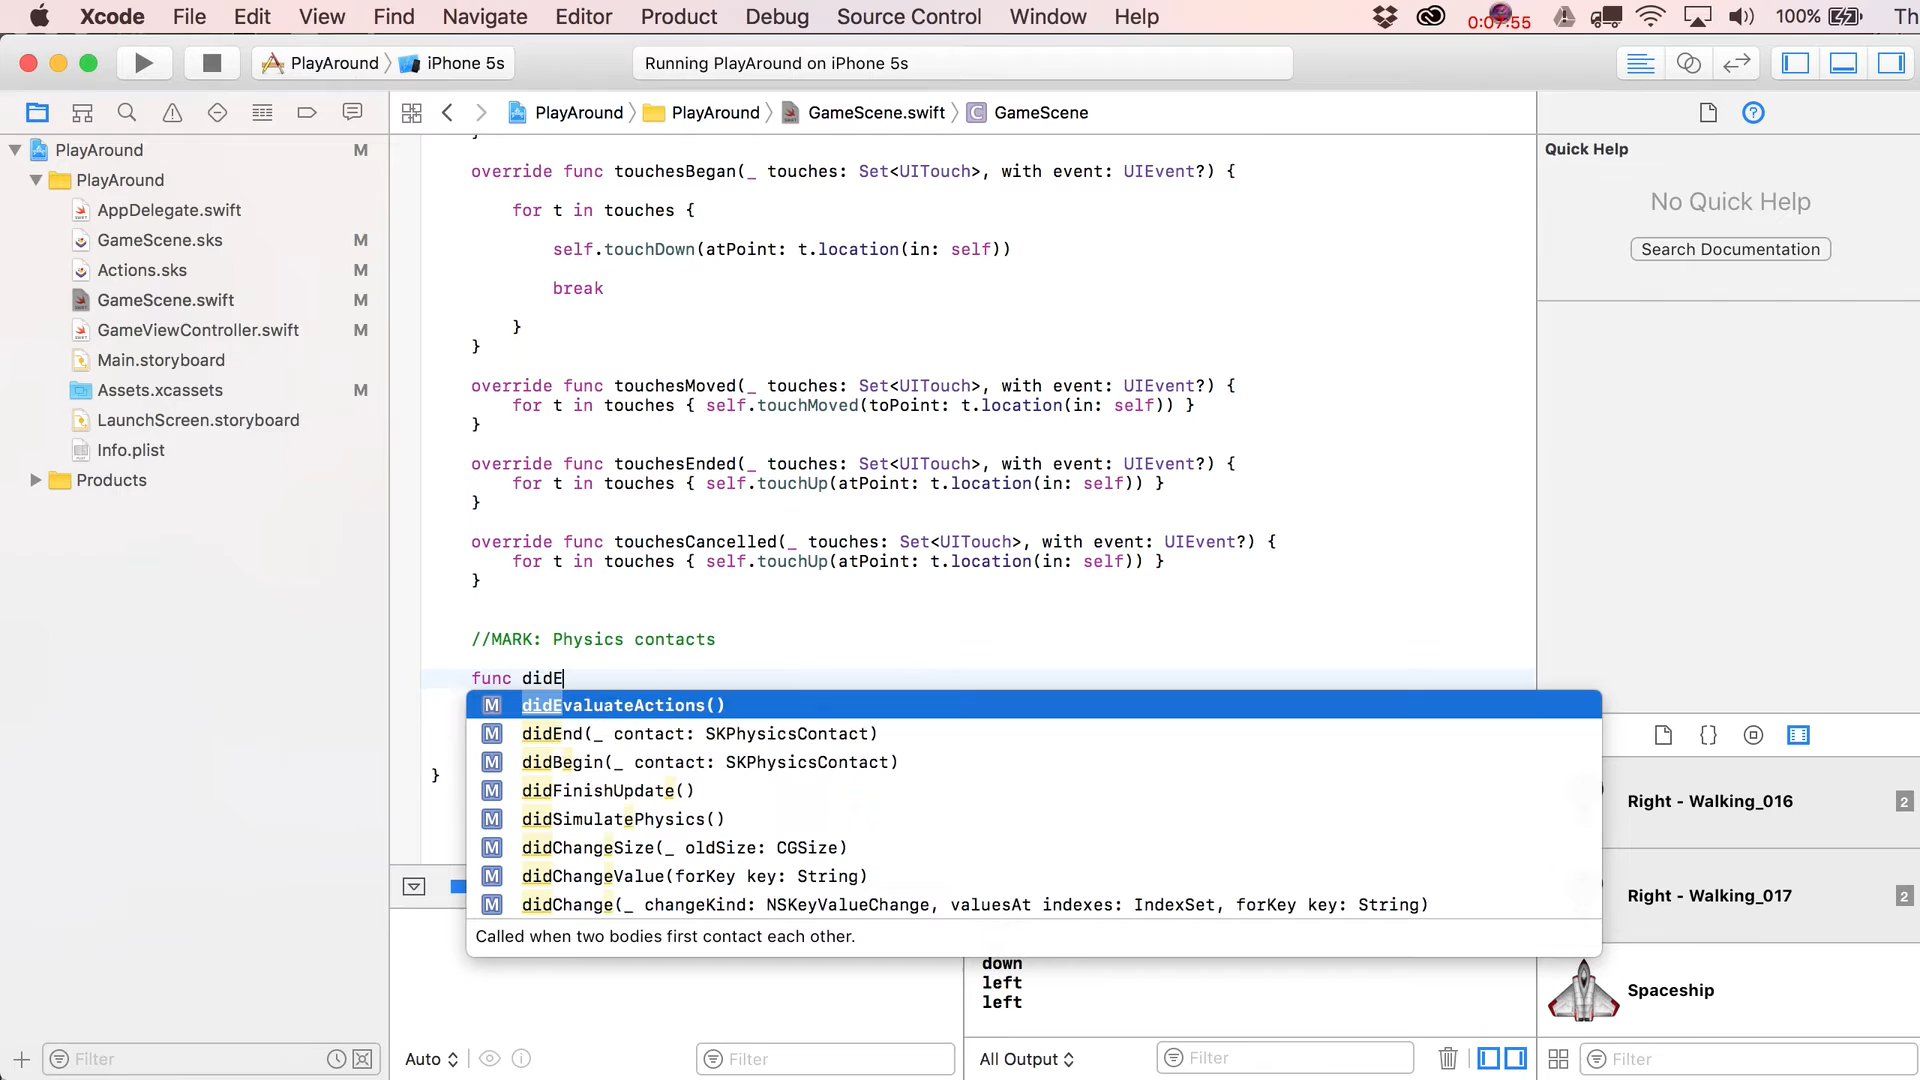 Xcode File Edit View Find Navigate Editor Product Debug Source Control Window Help 0:07:55 100% Th
PlayAround iPhone 5s Running PlayAround on iPhone 5s
PlayAround PlayAround GameScene.swift C GameScene
PlayAround M
PlayAround
AppDelegate.swift
GameScene.sks M
Actions.sks M
GameScene.swift M
GameViewController.swift M
Main.storyboard
Assets.xcassets M
LaunchScreen.storyboard
Info.plist
Products
Filter
}
override func touchesBegan(_ touches: Set<UITouch>, with event: UIEvent?) {
for t in touches {
self.touchDown(atPoint: t.location(in: self))
break
}
}
override func touchesMoved(_ touches: Set<UITouch>, with event: UIEvent?) {
for t in touches { self.touchMoved(toPoint: t.location(in: self)) }
}
override func touchesEnded(_ touches: Set<UITouch>, with event: UIEvent?) {
for t in touches { self.touchUp(atPoint: t.location(in: self)) }
}
override func touchesCancelled(_ touches: Set<UITouch>, with event: UIEvent?) {
for t in touches { self.touchUp(atPoint: t.location(in: self)) }
}
//MARK: Physics contacts
func didE
M didEvaluateActions()
M didEnd(_ contact: SKPhysicsContact)
M didBegin(_ contact: SKPhysicsContact)
M didFinishUpdate()
M didSimulatePhysics()
M didChangeSize(_ oldSize: CGSize)
M didChangeValue(forKey key: String)
M didChange(_ changeKind: NSKeyValueChange, valuesAt indexes: IndexSet, forKey key: String)
Called when two bodies first contact each other.
}
down
left
left
Auto Filter
All Output Filter
Quick Help
No Quick Help
Search Documentation
{}
Right - Walking_016 2
Right - Walking_017 2
Spaceship
Filter